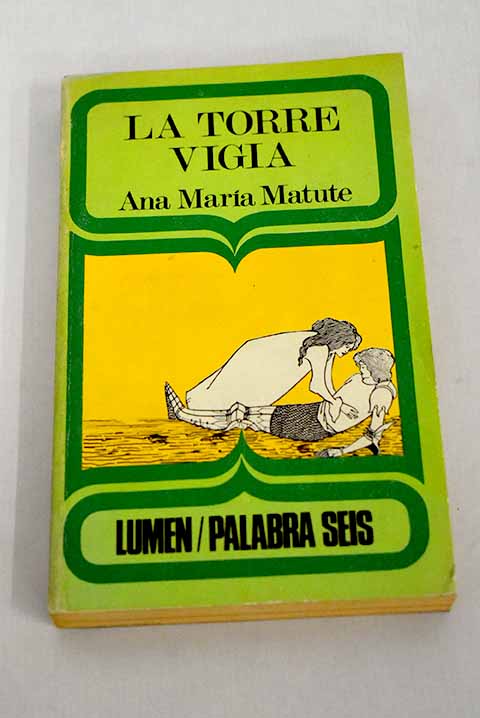 LA TORRE
VIGIA
Ana María Matute
LUMEN/PALABRA SEIS